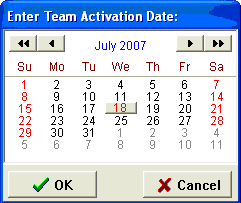 Enter Team Activation Date:
July 2007
Su Mo Tu We Th Fr Sa
1 2 3 4 5 6 7
8 9 10 11 12 13 14
15 16 17 18 19 20 21
22 23 24 25 26 27 28
29 30 31 1 2 3 4
5 6 7 8 9 10 11
OK Cancel